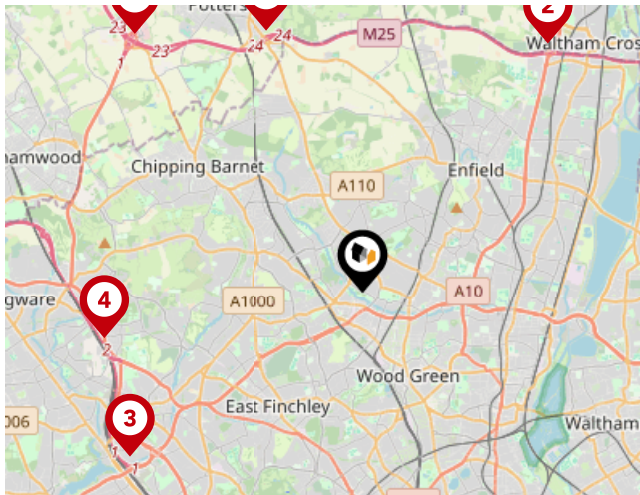 Potters
23
23
24
24
M25
2
Waltham Cros
1
hamwood
Chipping Barnet
Enfield
A110
gware
4
A1000
A10
2
Wood Green
East Finchley
3
006
Waltham
1
1